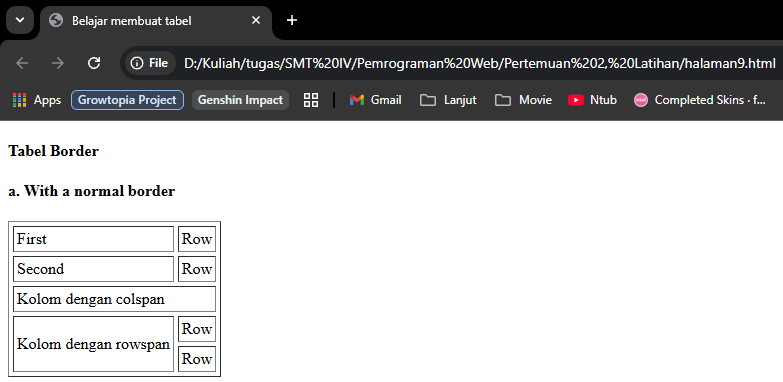 Belajar membuat tabel
File D:/Kuliah/tugas/SMT%20IV/Pemrograman%20Web/Pertemuan%202,%20Latihan/halaman9.html
Apps Growtopia Project Genshin Impact Gmail Lanjut Movie Ntub Completed Skins · f...
Tabel Border
a. With a normal border
First Row
Second Row
Kolom dengan colspan
Kolom dengan rowspan Row
Row